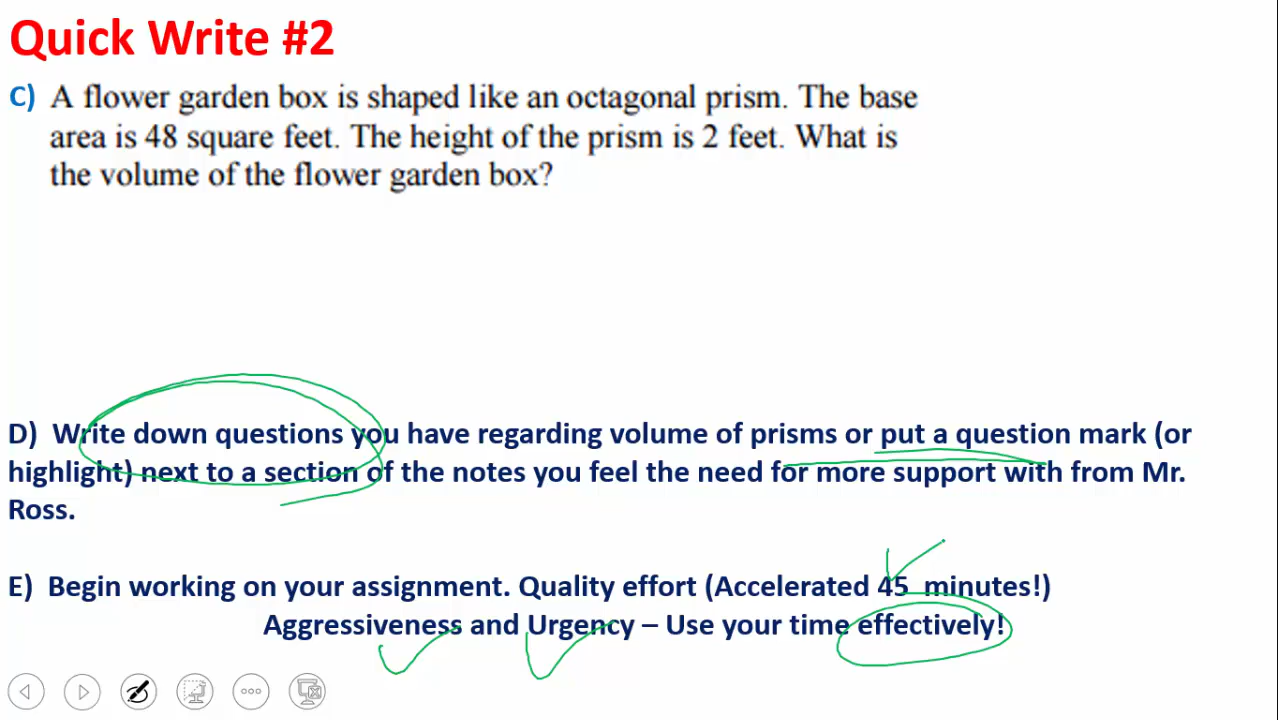 Quick Write #2
C) A flower garden box is shaped like an octagonal prism. The base
area is 48 square feet. The height of the prism is 2 feet. What is
the volume of the flower garden box?
D) Write down questions you have regarding volume of prisms or put a question mark (or
highlight) next to a section of the notes you feel the need for more support with from Mr.
Ross.
E) Begin working on your assignment. Quality effort (Accelerated 45 minutes!)
Aggressiveness and Urgency – Use your time effectively!